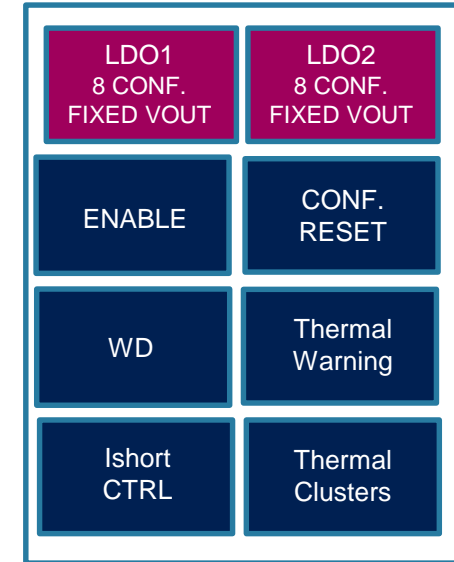 LDO1
8 CONF.
FIXED VOUT
LDO2
8 CONF.
FIXED VOUT
ENABLE
CONF.
RESET
WD
Thermal
Warning
Ishort
CTRL
Thermal
Clusters